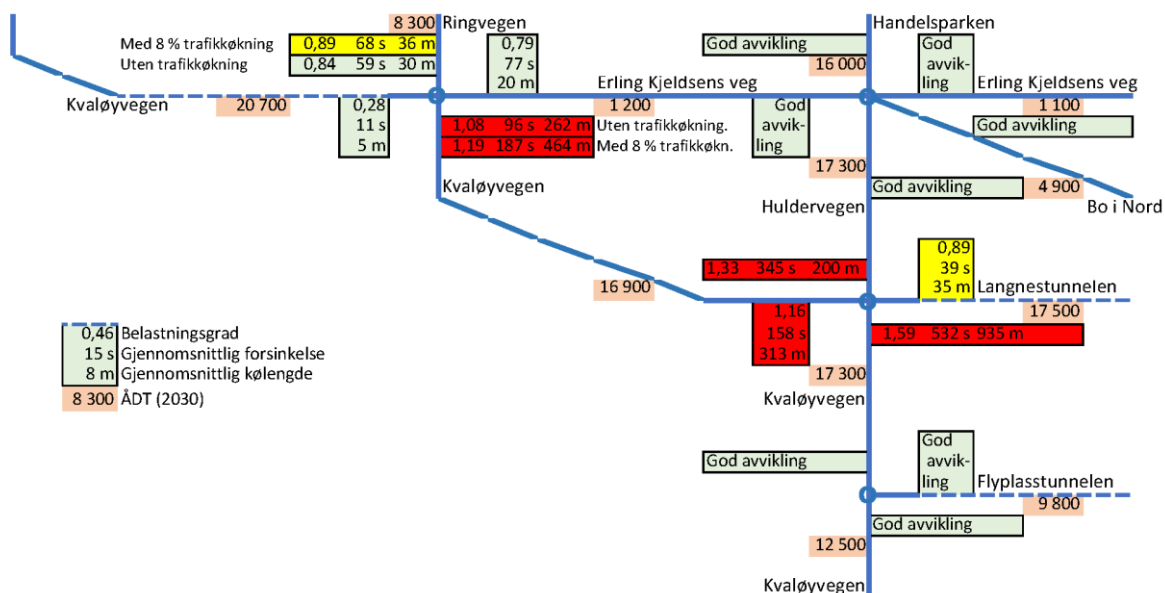 8 300 Ringvegen
Handelsparken
Med 8 % trafikkøkning 0,89 68 s 36 m
Uten trafikkøkning 0,84 59 s 30 m
0,79
77 s
20 m
God avvikling
16 000
God
avvik-
ling
Erling Kjeldsens veg
Erling Kjeldsens veg
Kvaløyvegen
20 700
0,28
11 s
5 m
1 200
God
avvik-
ling
1 100
God avvikling
1,08 96 s 262 m Uten trafikkøkning.
1,19 187 s 464 m Med 8 % trafikkøkn.
17 300
Kvaløyvegen
God avvikling
4 900
Huldervegen
Bo i Nord
0,89
39 s
35 m
1,33 345 s 200 m
16 900
Langnestunnelen
17 500
1,16
158 s
313 m
1,59 532 s 935 m
17 300
Kvaløyvegen
0,46 Belastningsgrad
15 s Gjennomsnittlig forsinkelse
8 m Gjennomsnittlig kølengde
8 300 ÅDT (2030)
God avvikling
God
avvik-
ling
Flyplasstunnelen
9 800
God avvikling
12 500
Kvaløyvegen